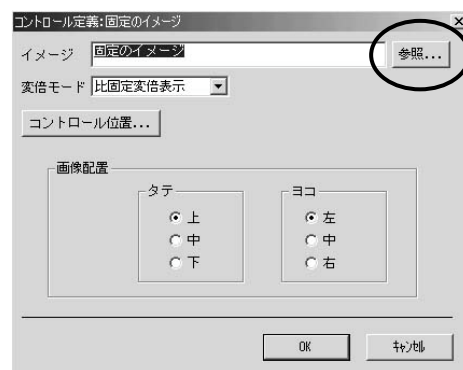 コントロール定義:固定のイメージ
イメージ 固定のイメージ 参照...
変倍モード 比固定変倍表示
コントロール位置...
画像配置
タテ ヨコ
上 左
中 中
下 右
OK キャンセル